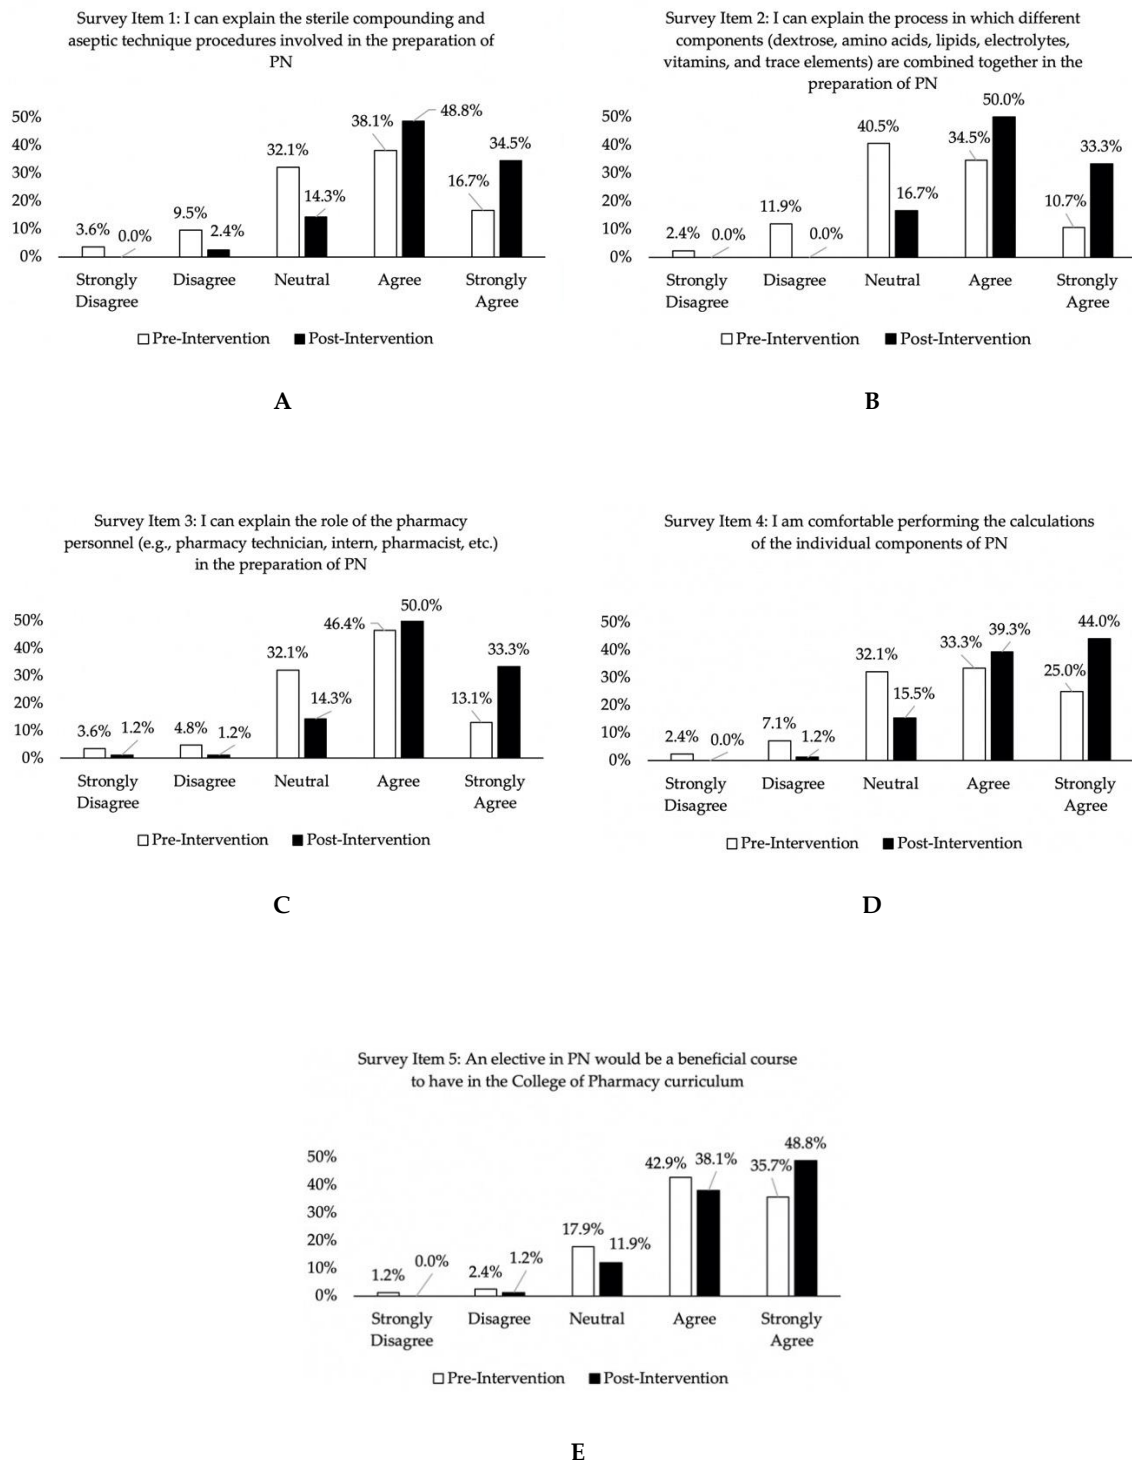 Survey Item 1: I can explain the sterile compounding and
aseptic technique procedures involved in the preparation of
PN
50%
40%
30%
20%
10%
0%
3.6%
0.0%
9.5%
2.4%
32.1%
14.3%
38.1%
48.8%
16.7%
34.5%
Strongly Disagree
Disagree
Neutral
Agree
Strongly Agree
Pre-Intervention
Post-Intervention
A
Survey Item 2: I can explain the process in which different
components (dextrose, amino acids, lipids, electrolytes,
vitamins, and trace elements) are combined together in the
preparation of PN
50%
40%
30%
20%
10%
0%
2.4%
0.0%
11.9%
0.0%
40.5%
16.7%
34.5%
50.0%
10.7%
33.3%
Strongly Disagree
Disagree
Neutral
Agree
Strongly Agree
Pre-Intervention
Post-Intervention
B
Survey Item 3: I can explain the role of the pharmacy
personnel (e.g., pharmacy technician, intern, pharmacist, etc.)
in the preparation of PN
50%
40%
30%
20%
10%
0%
3.6%
1.2%
4.8%
1.2%
32.1%
14.3%
46.4%
50.0%
13.1%
33.3%
Strongly Disagree
Disagree
Neutral
Agree
Strongly Agree
Pre-Intervention
Post-Intervention
C
Survey Item 4: I am comfortable performing the calculations
of the individual components of PN
50%
40%
30%
20%
10%
0%
2.4%
0.0%
7.1%
1.2%
32.1%
15.5%
33.3%
39.3%
25.0%
44.0%
Strongly Disagree
Disagree
Neutral
Agree
Strongly Agree
Pre-Intervention
Post-Intervention
D
Survey Item 5: An elective in PN would be a beneficial course
to have in the College of Pharmacy curriculum
50%
40%
30%
20%
10%
0%
1.2%
0.0%
2.4%
1.2%
17.9%
11.9%
42.9%
38.1%
35.7%
48.8%
Strongly Disagree
Disagree
Neutral
Agree
Strongly Agree
Pre-Intervention
Post-Intervention
E